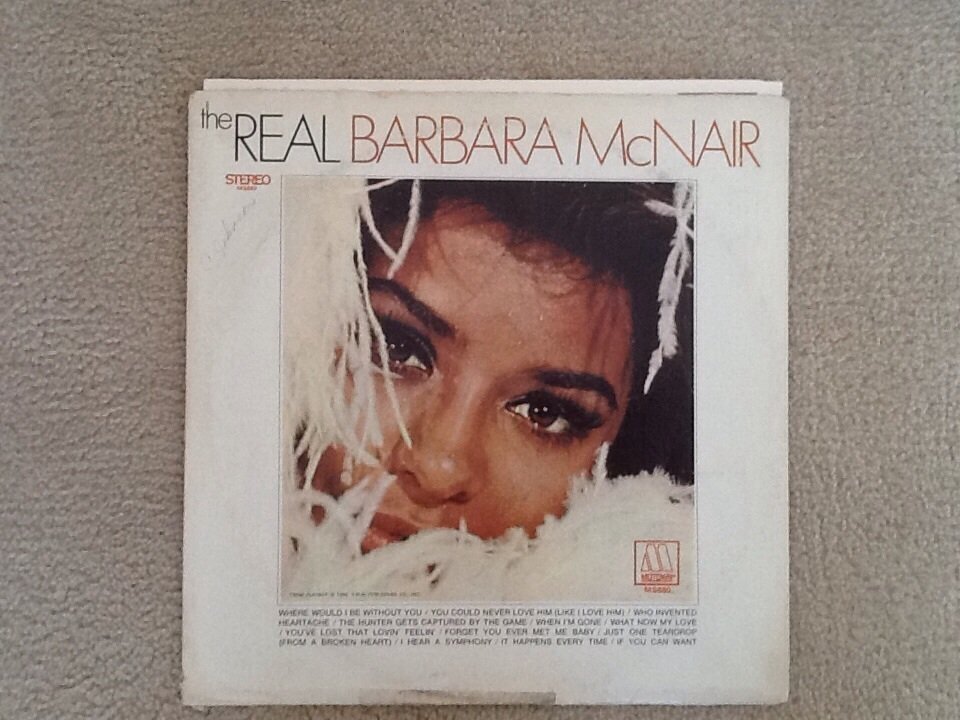 the REAL BARBARA McNAIR
STEREO
MS680
MOTOWN
MS680
WHERE WOULD I BE WITHOUT YOU / YOU COULD NEVER LOVE HIM (LIKE I LOVE HIM) / WHO INVENTED
HEARTACHE / THE HUNTER GETS CAPTURED BY THE GAME / WHEN I'M GONE / WHAT NOW MY LOVE
/ YOU'VE LOST THAT LOVIN' FEELIN' / FORGET YOU EVER MET ME BABY / JUST ONE TEARDROP
(FROM A BROKEN HEART) / I HEAR A SYMPHONY / IT HAPPENS EVERY TIME / IF YOU CAN WANT